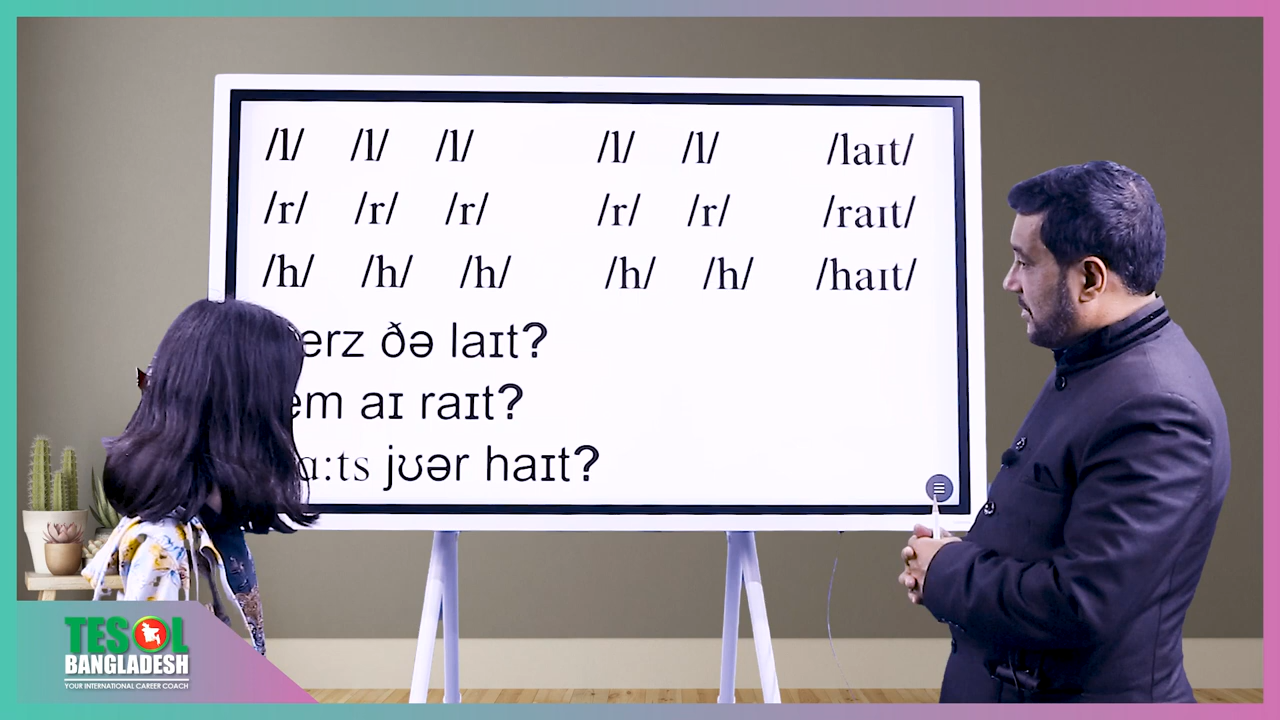 /l/ /l/ /l/ /l/ /l/ /laɪt/
/r/ /r/ /r/ /r/ /r/ /raɪt/
/h/ /h/ /h/ /h/ /h/ /haɪt/
ðə laɪt?
aɪ raɪt?
jʊər haɪt?
TESOL
BANGLADESH
YOUR INTERNATIONAL CAREER COACH